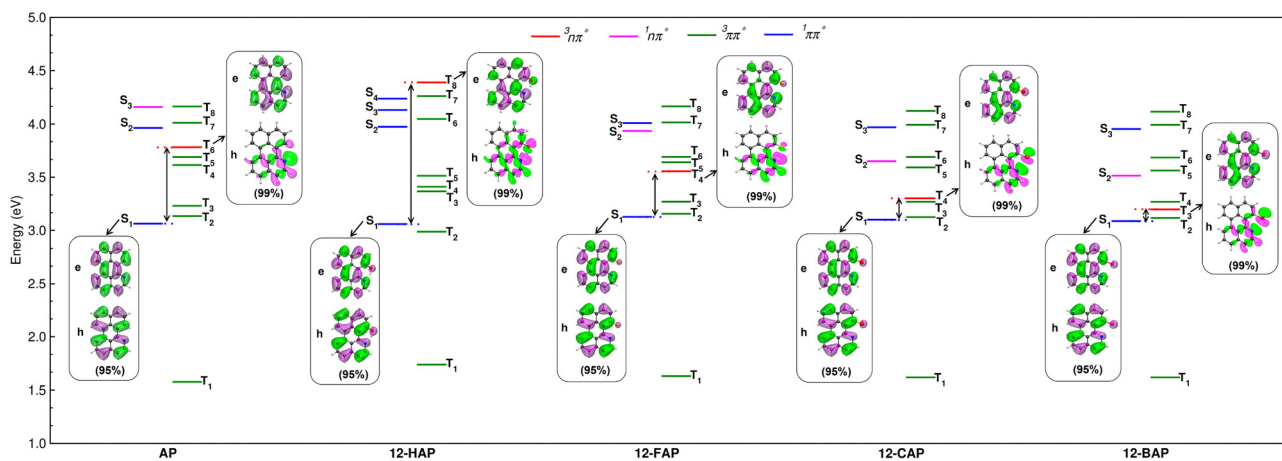 ³nπ* ¹nπ* ³ππ* ¹ππ*
Energy (eV)
5.0
4.5
4.0
3.5
3.0
2.5
2.0
1.5
1.0
S₃
S₂
S₁
T₈
T₇
T₆
T₅
T₄
T₃
T₂
T₁
e
h
(99%)
e
h
(95%)
AP
S₄
S₃
S₂
S₁
T₈
T₇
T₆
T₅
T₄
T₃
T₂
T₁
e
h
(99%)
e
h
(95%)
12-HAP
S₃
S₂
S₁
T₈
T₇
T₆
T₅
T₄
T₃
T₂
T₁
e
h
(99%)
e
h
(95%)
12-FAP
S₃
S₂
S₁
T₈
T₇
T₆
T₅
T₄
T₃
T₂
T₁
e
h
(99%)
e
h
(95%)
12-CAP
S₃
S₂
S₁
T₈
T₇
T₆
T₅
T₄
T₃
T₂
T₁
e
h
(99%)
e
h
(95%)
12-BAP